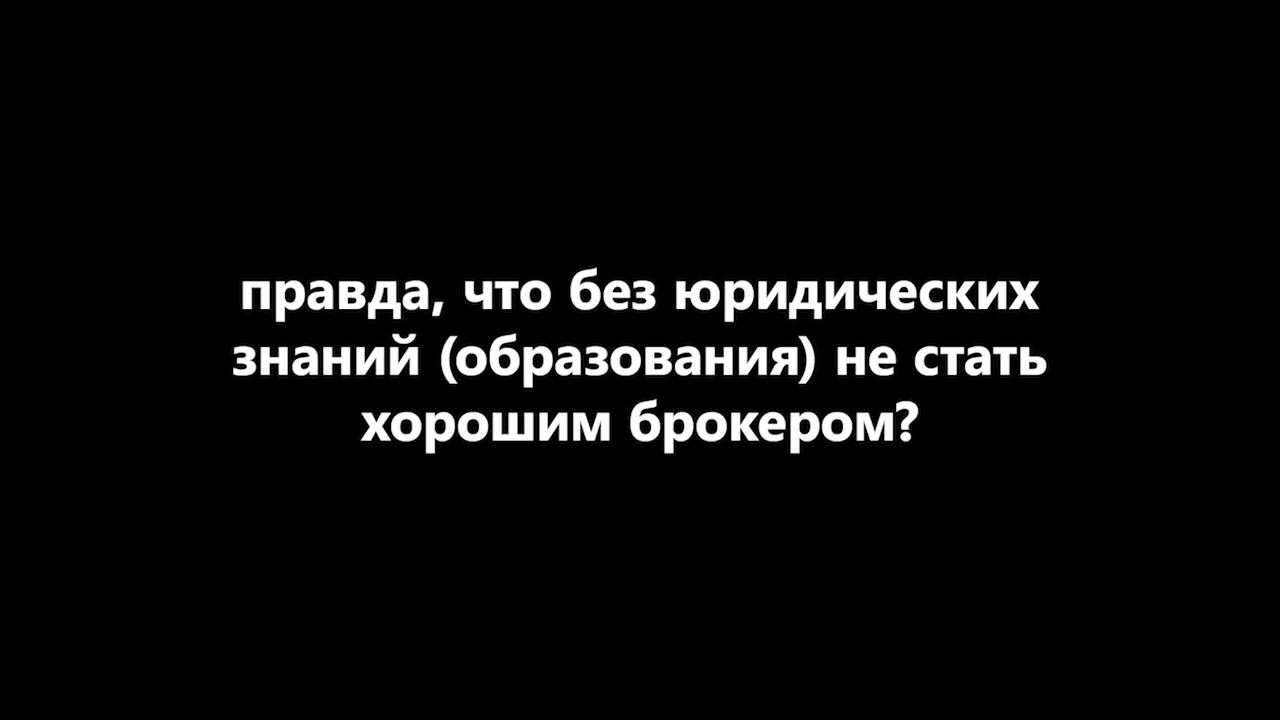 правда, что без юридических
знаний (образования) не стать
хорошим брокером?